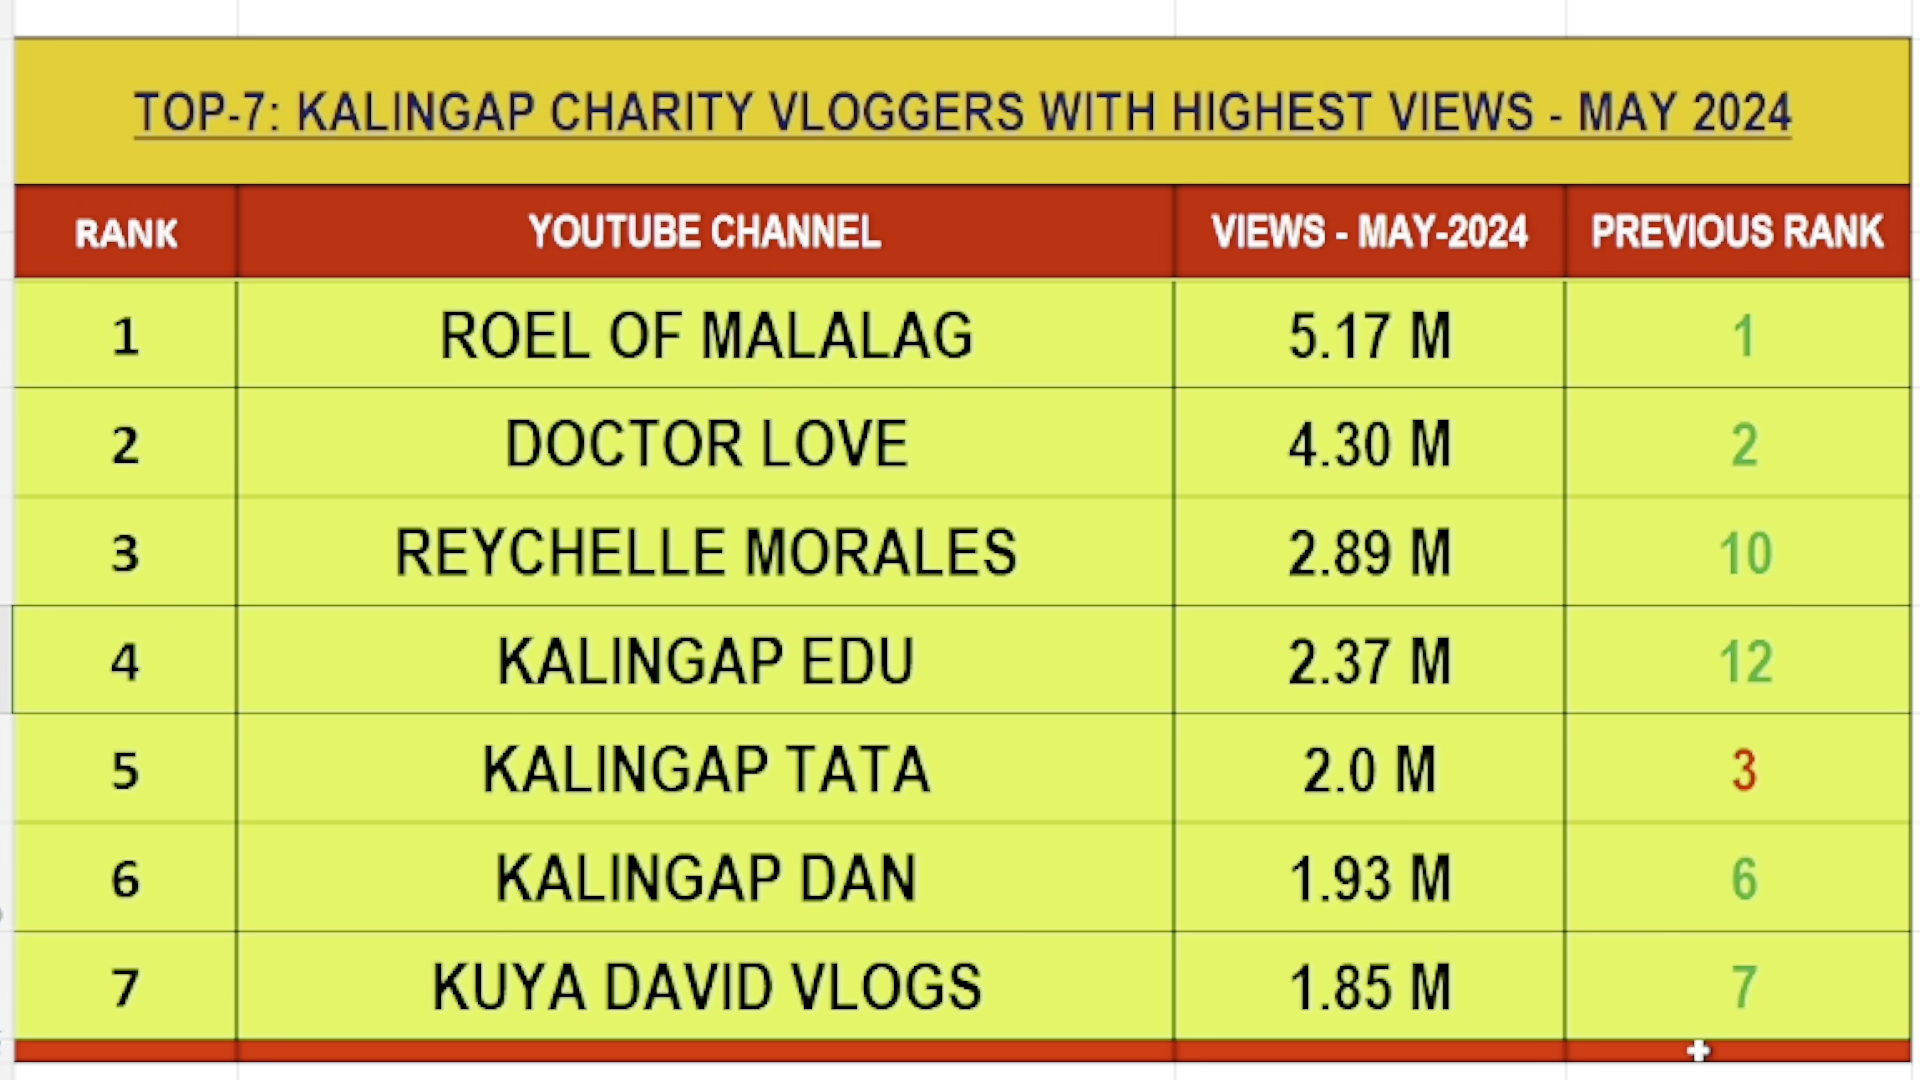 TOP-7: KALINGAP CHARITY VLOGGERS WITH HIGHEST VIEWS - MAY 2024
RANK YOUTUBE CHANNEL VIEWS - MAY-2024 PREVIOUS RANK
1 ROEL OF MALALAG 5.17 M 1
2 DOCTOR LOVE 4.30 M 2
3 REYCHELLE MORALES 2.89 M 10
4 KALINGAP EDU 2.37 M 12
5 KALINGAP TATA 2.0 M 3
6 KALINGAP DAN 1.93 M 6
7 KUYA DAVID VLOGS 1.85 M 7